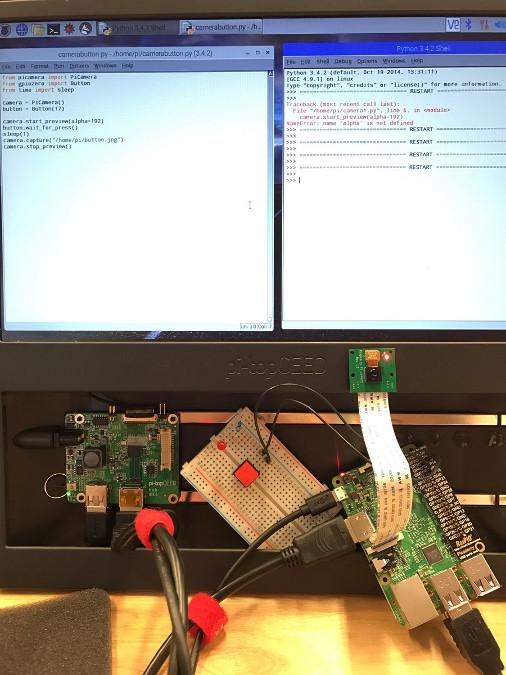 Python 3.4.2 Shell
camerabutton.py - /h...
camerabutton.py - /home/pi/camerabutton.py (3.4.2)
File Edit Format Run Options Windows Help
from picamera import PiCamera
from gpiozero import Button
from time import sleep
camera = PiCamera()
button = Button(17)
camera.start_preview(alpha=192)
button.wait_for_press()
sleep(1)
camera.capture("/home/pi/button.jpg")
camera.stop_preview()
Python 3.4.2 Shell
File Edit Shell Debug Options Windows Help
Python 3.4.2 (default, Oct 19 2014, 13:31:11)
[GCC 4.9.1] on linux
Type "copyright", "credits" or "license()" for more information.
>>> ================================ RESTART
>>>
Traceback (most recent call last):
File "/home/pi/camera1.py", line 6, in <module>
camera.start_preview(alpha-192)
NameError: name 'alpha' is not defined
>>> ================================ RESTART
>>>
>>> ================================ RESTART
>>>
>>> ================================ RESTART
>>>
>>> ================================ RESTART
>>>
>>>
pi-topCEED
pi-top